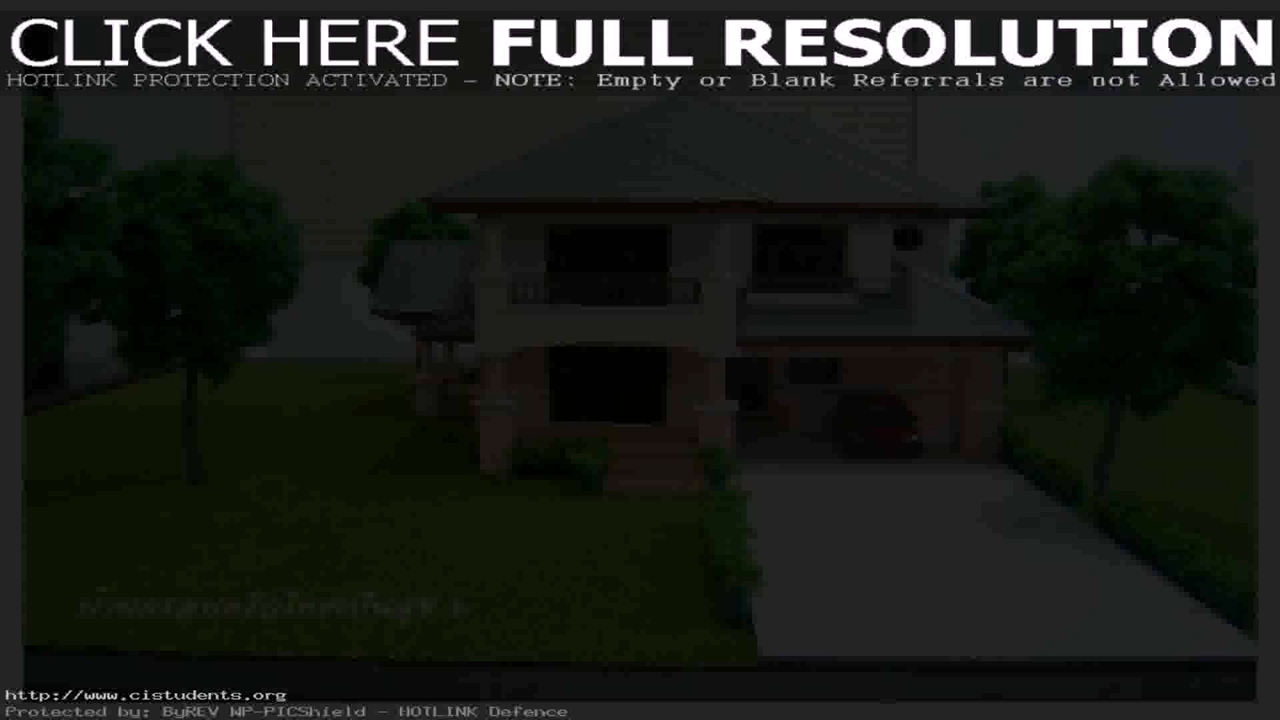 CLICK HERE FULL RESOLUTION
HOTLINK PROTECTION ACTIVATED - NOTE: Empty or Blank Referrals are not Allowed
http://www.cistudents.org
Protected by: ByREV WP-PICShield - HOTLINK Defence